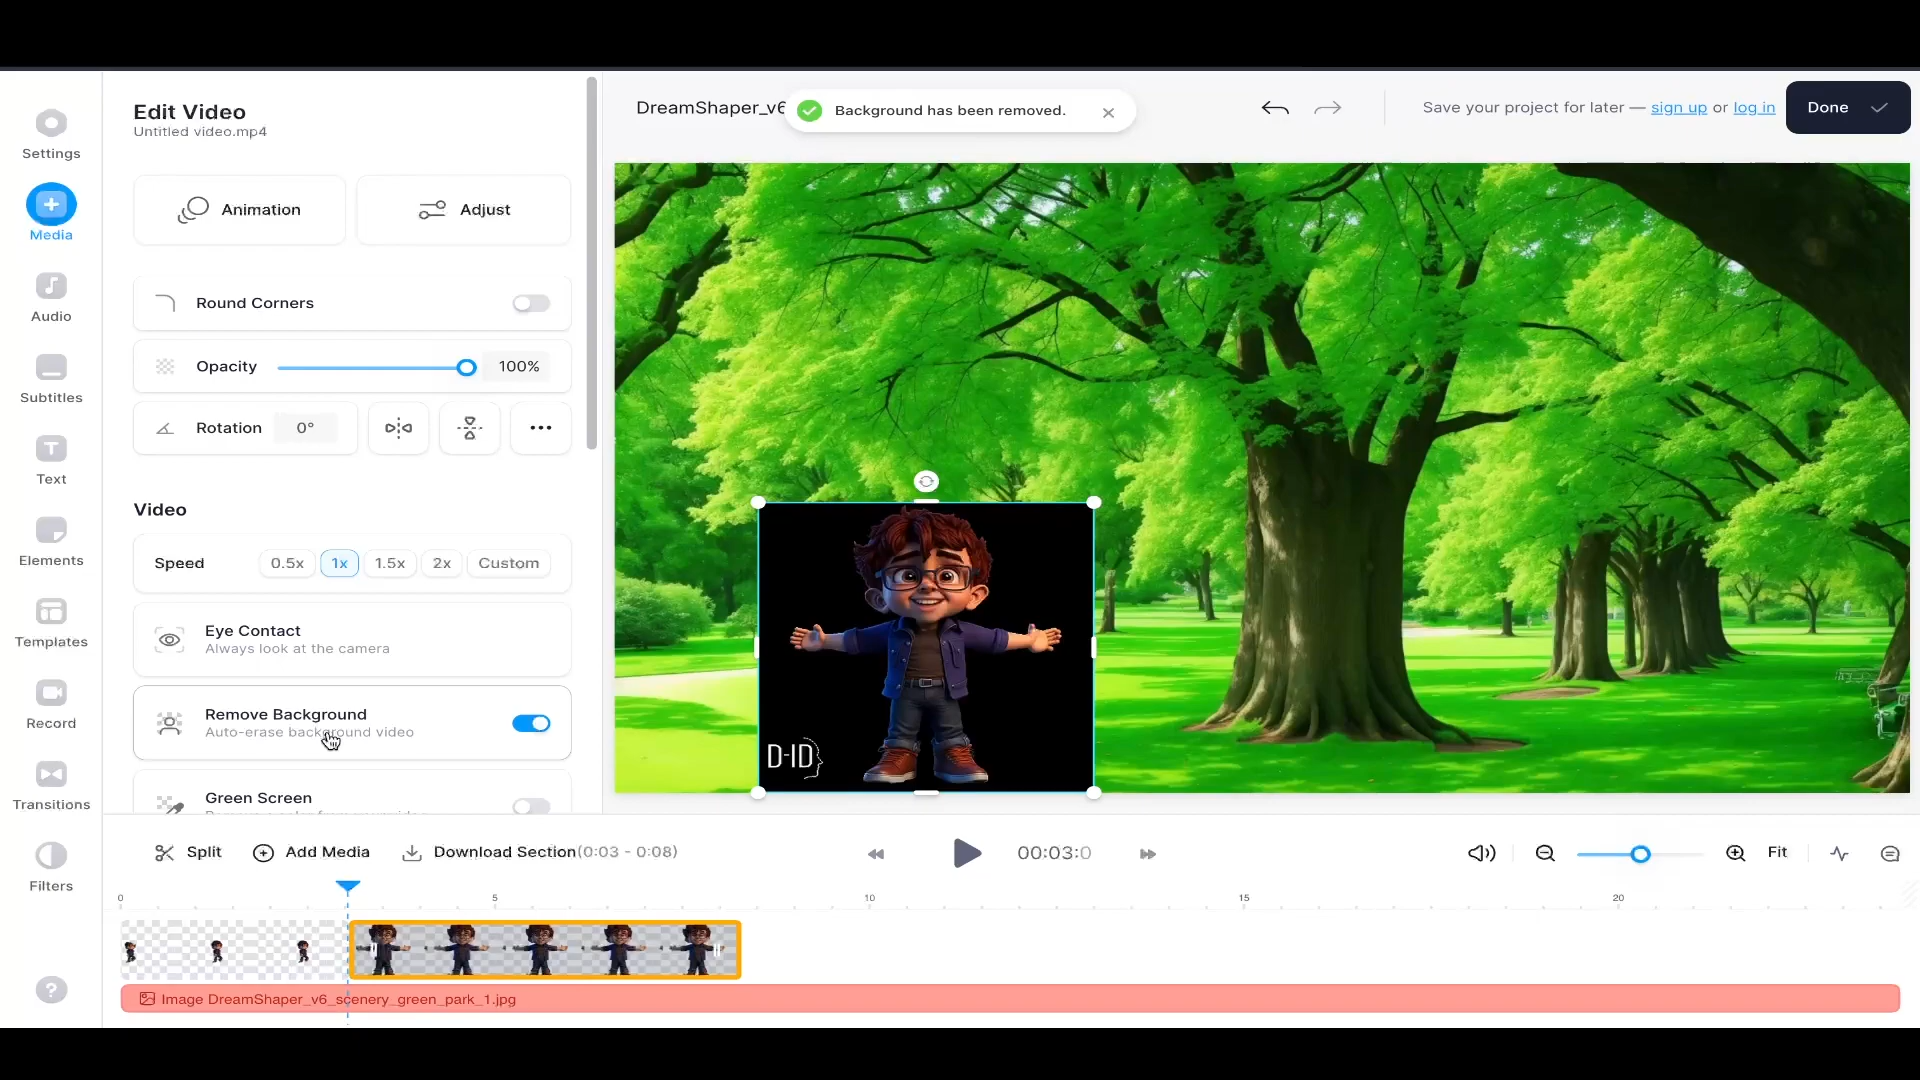 Edit Video
Untitled video.mp4
DreamShaper_v6
Background has been removed.
Save your project for later — sign up or log in
Done
Settings
Media
Audio
Subtitles
Text
Elements
Templates
Record
Transitions
Filters
?
Animation
Adjust
Round Corners
Opacity 100%
Rotation 0°
Video
Speed 0.5x 1x 1.5x 2x Custom
Eye Contact
Always look at the camera
Remove Background
Auto-erase background video
Green Screen
D-ID
Split
Add Media
Download Section(0:03 - 0:08)
00:03:0
Fit
0 5 10 15 20
Image DreamShaper_v6_scenery_green_park_1.jpg